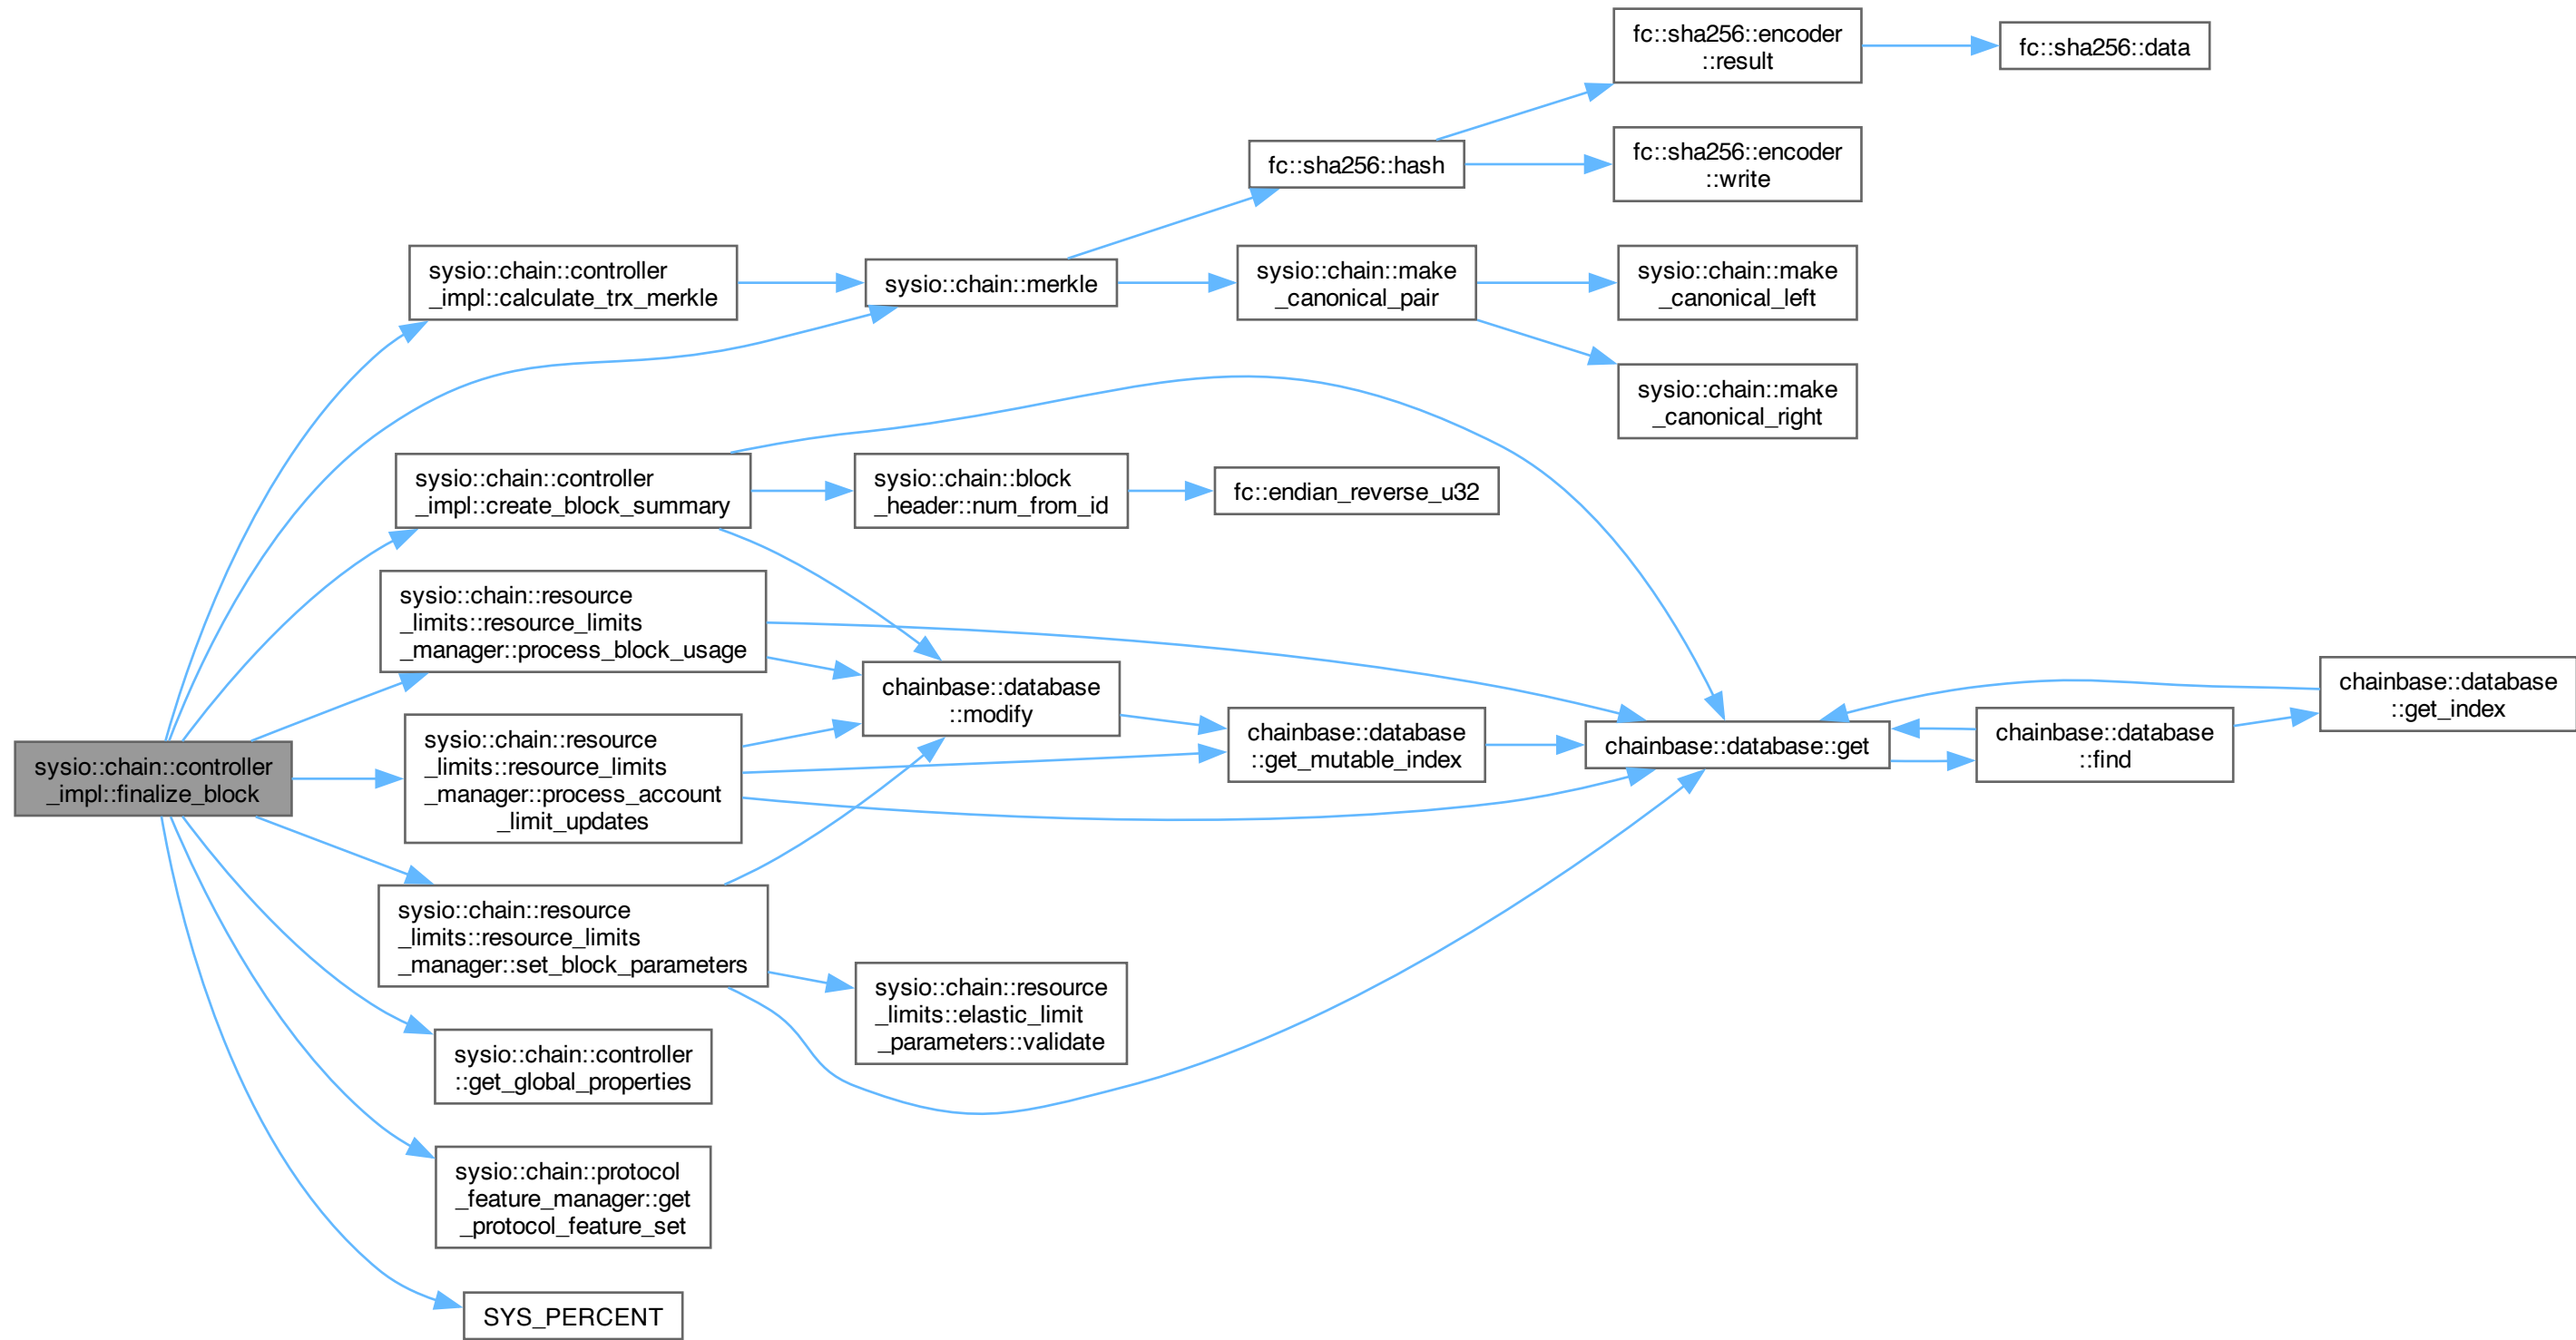 fc::sha256::encoder
::result
fc::sha256::data
fc::sha256::encoder
::write
fc::sha256::hash
sysio::chain::controller
_impl::calculate_trx_merkle
sysio::chain::merkle
sysio::chain::make
_canonical_pair
sysio::chain::make
_canonical_left
sysio::chain::make
_canonical_right
sysio::chain::controller
_impl::create_block_summary
sysio::chain::block
_header::num_from_id
fc::endian_reverse_u32
sysio::chain::resource
_limits::resource_limits
_manager::process_block_usage
chainbase::database
::modify
sysio::chain::controller
_impl::finalize_block
sysio::chain::resource
_limits::resource_limits
_manager::process_account
_limit_updates
chainbase::database
::get_mutable_index
chainbase::database::get
chainbase::database
::find
chainbase::database
::get_index
sysio::chain::resource
_limits::resource_limits
_manager::set_block_parameters
sysio::chain::resource
_limits::elastic_limit
_parameters::validate
sysio::chain::controller
::get_global_properties
sysio::chain::protocol
_feature_manager::get
_protocol_feature_set
SYS_PERCENT